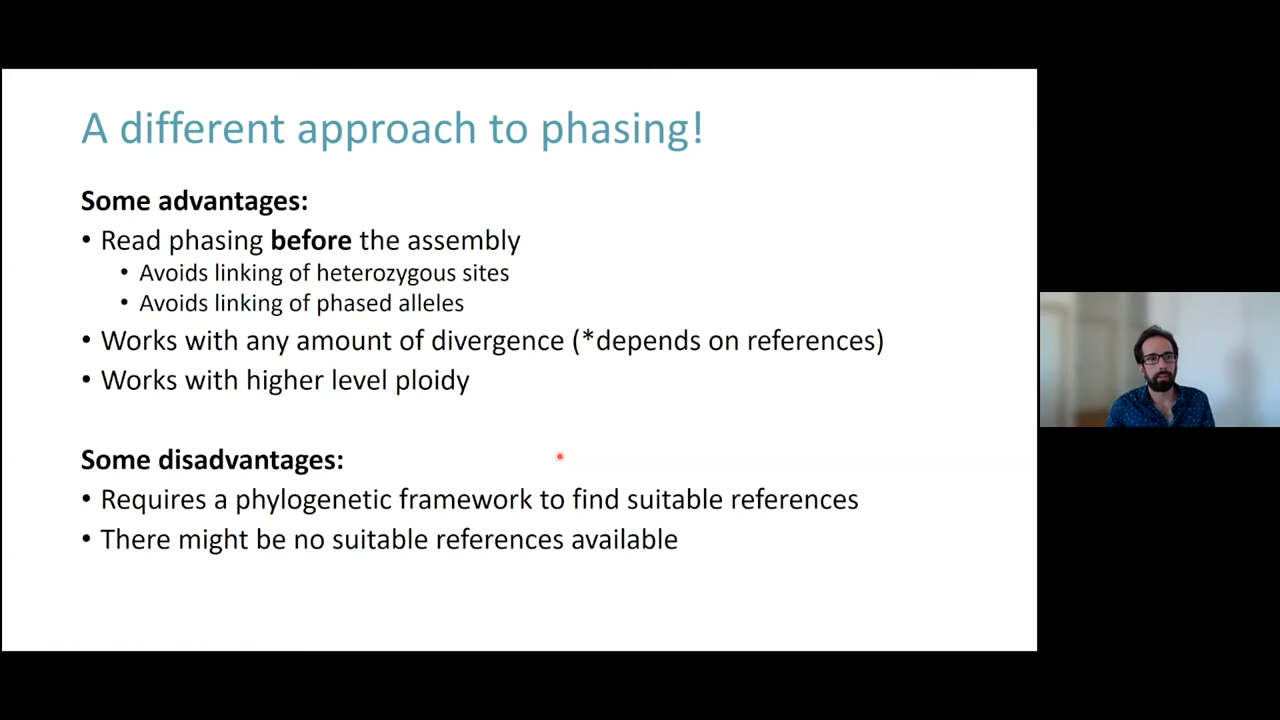 A different approach to phasing!
Some advantages:
• Read phasing before the assembly
• Avoids linking of heterozygous sites
• Avoids linking of phased alleles
• Works with any amount of divergence (*depends on references)
• Works with higher level ploidy
Some disadvantages:
• Requires a phylogenetic framework to find suitable references
• There might be no suitable references available